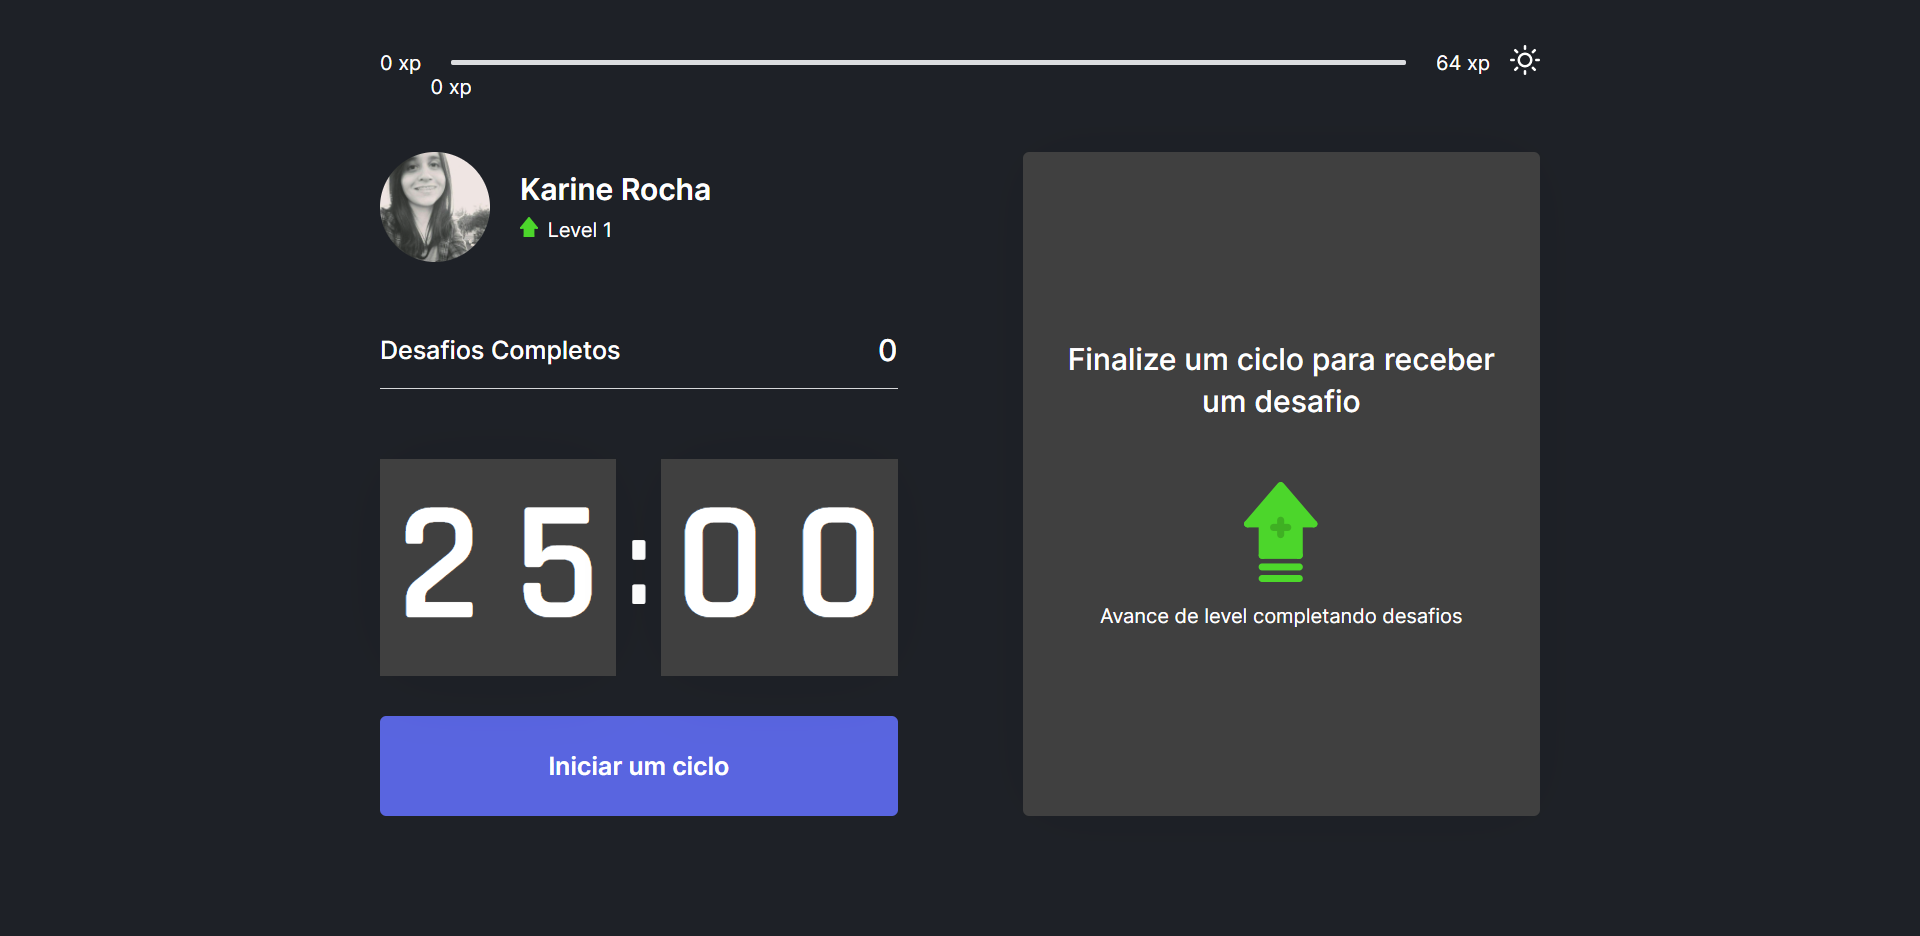 0 xp
64 xp
0 xp
Karine Rocha
Level 1
Desafios Completos
0
25:00
Iniciar um ciclo
Finalize um ciclo para receber
um desafio
Avance de level completando desafios